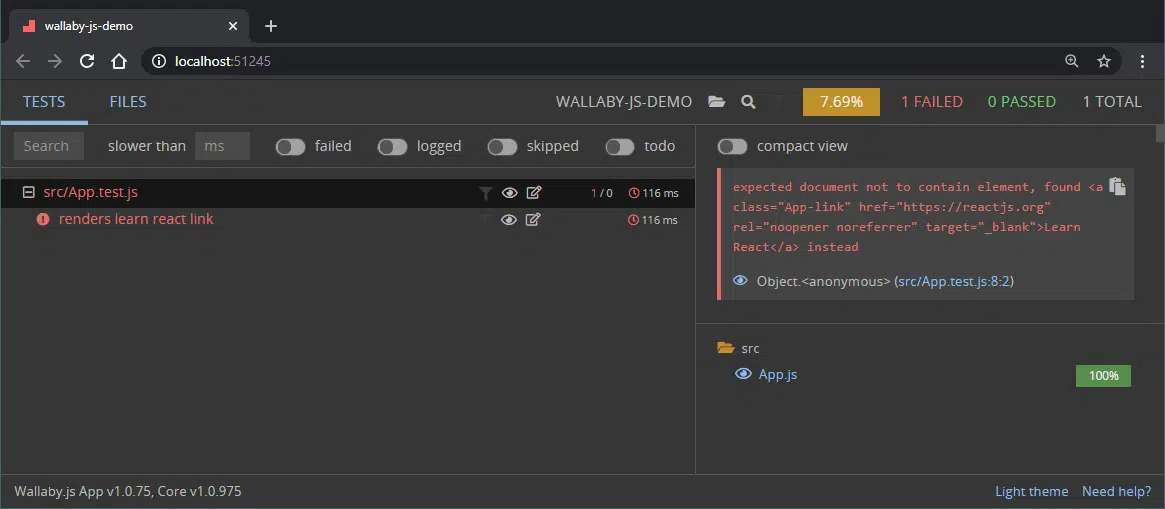 wallaby-js-demo
localhost:51245
TESTS FILES WALLABY-JS-DEMO 7.69% 1 FAILED 0 PASSED 1 TOTAL
Search slower than ms failed logged skipped todo compact view
src/App.test.js 1 / 0 116 ms
renders learn react link 116 ms
expected document not to contain element, found <a
class="App-link" href="https://reactjs.org"
rel="noopener noreferrer" target="_blank">Learn
React</a> instead
Object.<anonymous> (src/App.test.js:8:2)
src
App.js 100%
Wallaby.js App v1.0.75, Core v1.0.975 Light theme Need help?